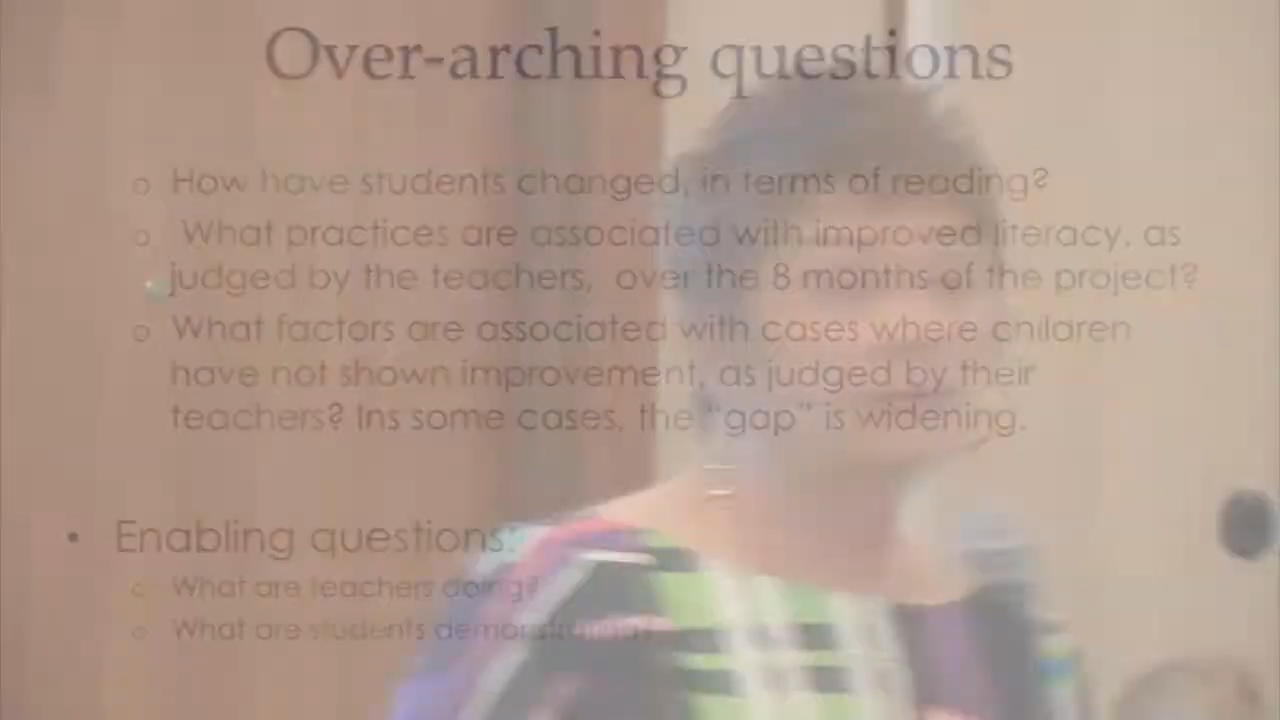 Over-arching questions
How have students changed, in terms of reading?
What practices are associated with improved literacy, as
judged by the teachers, over the 8 months of the project?
What factors are associated with cases where children
have not shown improvement, as judged by their
teachers? Ins some cases, the "gap" is widening.
Enabling questions:
What are teachers doing?
What are students demonstrating?